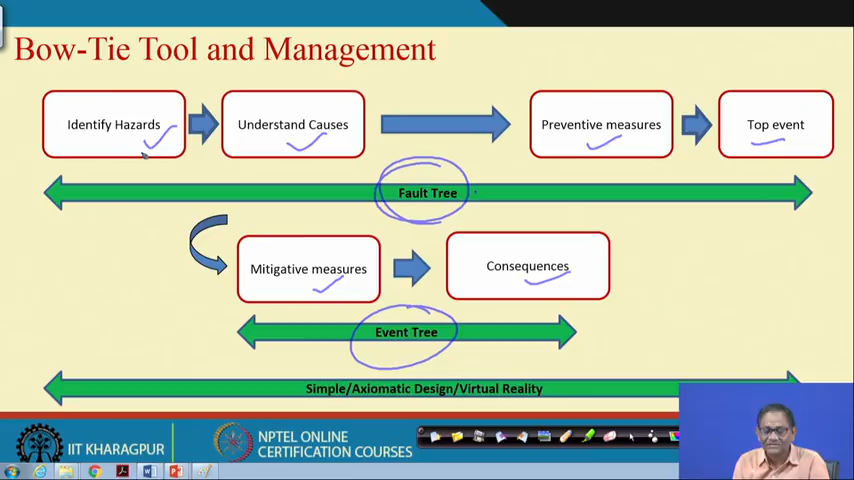 Bow-Tie Tool and Management
Identify Hazards
Understand Causes
Preventive measures
Top event
Fault Tree
Mitigative measures
Consequences
Event Tree
Simple/Axiomatic Design/Virtual Reality
IIT KHARAGPUR
NPTEL ONLINE
CERTIFICATION COURSES